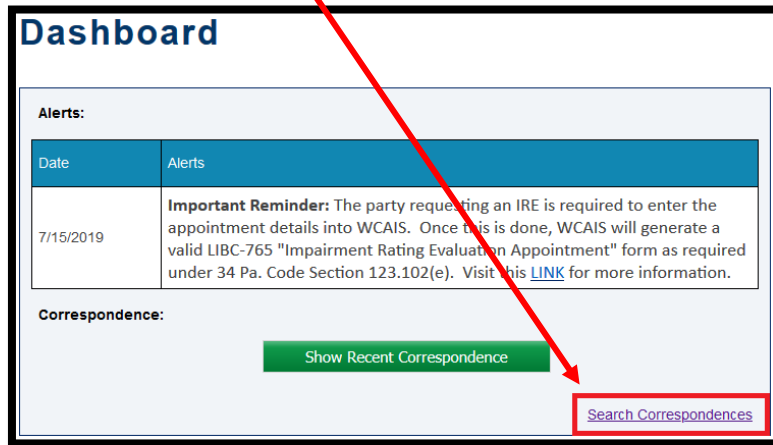 Dashboard
Alerts:
Date Alerts
Important Reminder: The party requesting an IRE is required to enter the
appointment details into WCAIS. Once this is done, WCAIS will generate a
7/15/2019
valid LIBC-765 "Impairment Rating Evaluation Appointment" form as required
under 34 Pa. Code Section 123.102(e). Visit this LINK for more information.
Correspondence:
Show Recent Correspondence
Search Correspondences